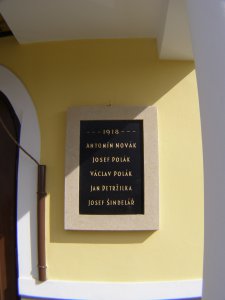 --- 1918 ---
ANTONÍN NOVÁK
JOSEF POLÁK
VÁCLAV POLÁK
JAN PETRŽILKA
JOSEF ŠINDELÁŘ